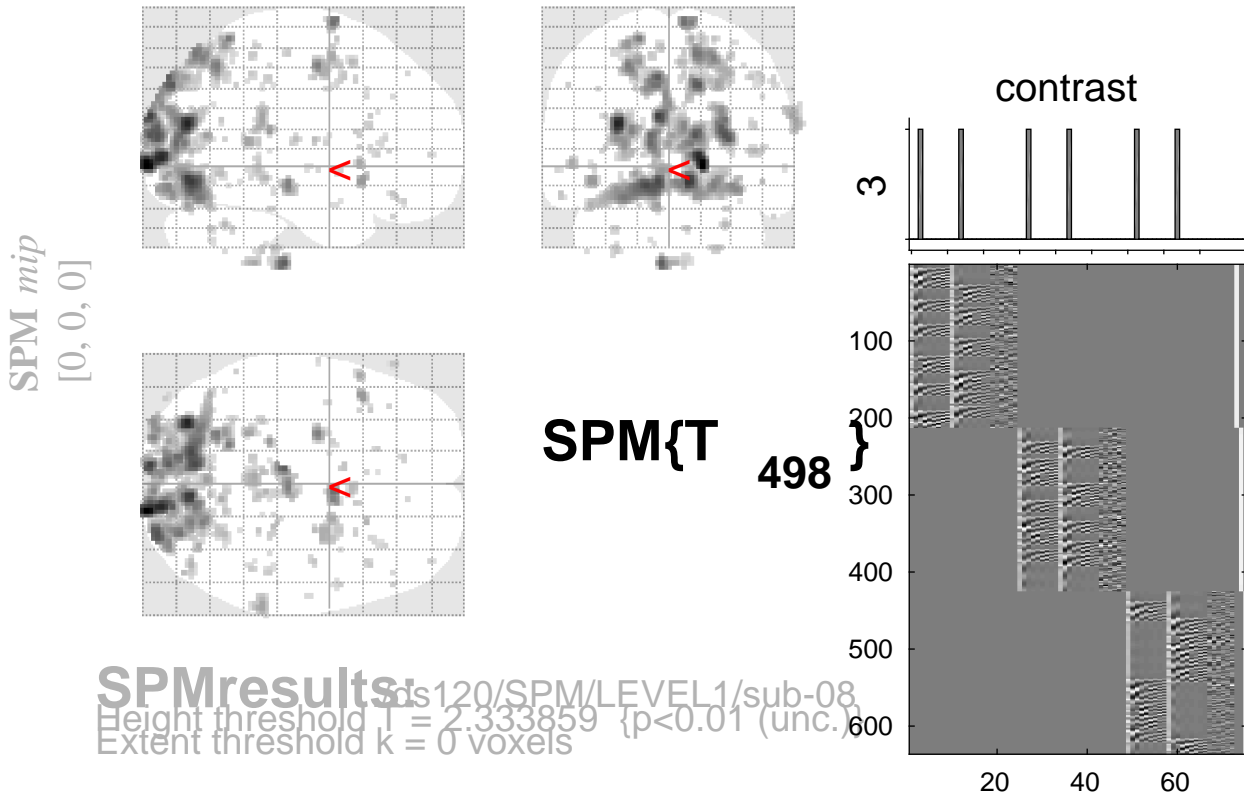 SPM mip
[0, 0, 0]
<
<
<
SPM{T498}
contrast
3
100
200
300
400
500
600
20
40
60
SPMresults: /ds120/SPM/LEVEL1/sub-08
Height threshold T = 2.333859 {p<0.01 (unc.)}
Extent threshold k = 0 voxels